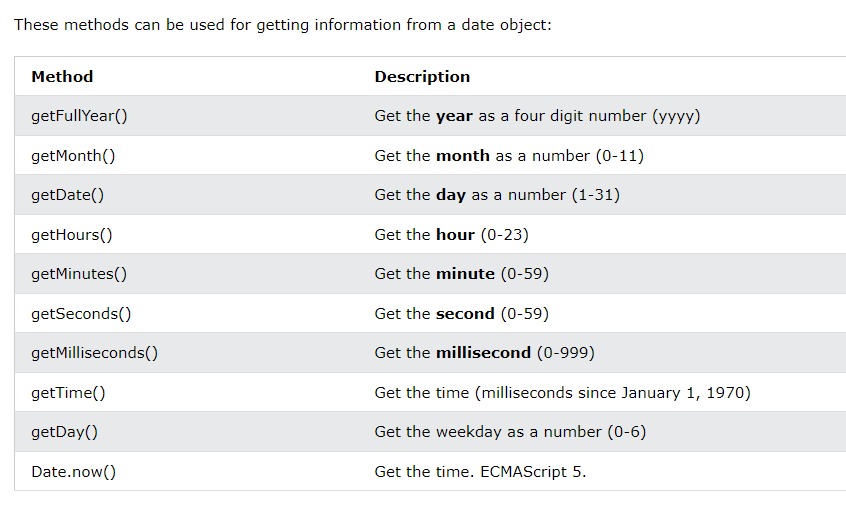 These methods can be used for getting information from a date object:
Method Description
getFullYear() Get the year as a four digit number (yyyy)
getMonth() Get the month as a number (0-11)
getDate() Get the day as a number (1-31)
getHours() Get the hour (0-23)
getMinutes() Get the minute (0-59)
getSeconds() Get the second (0-59)
getMilliseconds() Get the millisecond (0-999)
getTime() Get the time (milliseconds since January 1, 1970)
getDay() Get the weekday as a number (0-6)
Date.now() Get the time. ECMAScript 5.